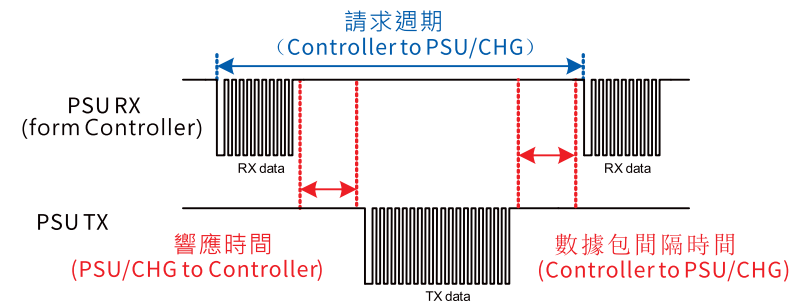 請求週期
（Controller to PSU/CHG）
PSU RX
(form Controller)
RX data
RX data
PSU TX
響應時間
(PSU/CHG to Controller)
數據包間隔時間
(Controller to PSU/CHG)
TX data